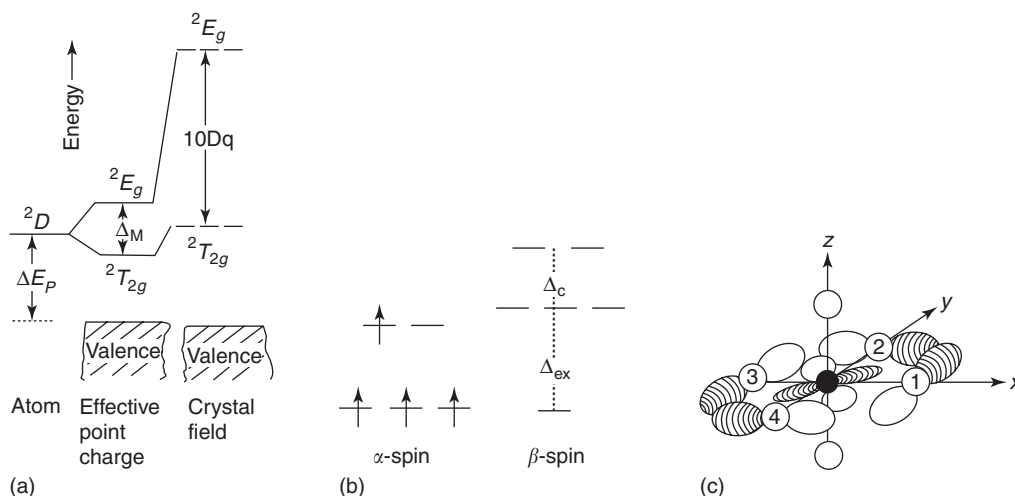 Energy
²D
ΔE_P
²E_g
Δ_M
²T_2g
²E_g
10Dq
²T_2g
Valence
Valence
Atom
Effective point charge
Crystal field
(a)
Δ_c
Δ_ex
α-spin
β-spin
(b)
z
y
x
1
2
3
4
(c)